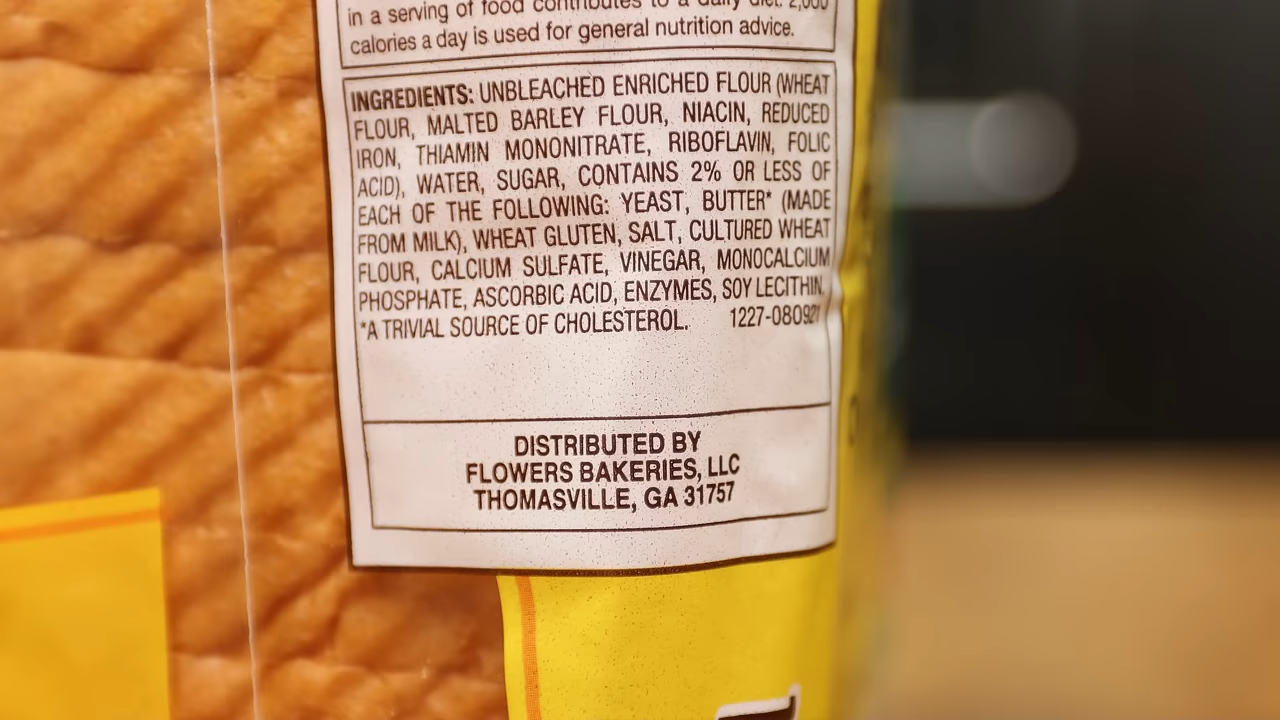 in a serving of food contributes to a daily diet. 2,000
calories a day is used for general nutrition advice.
INGREDIENTS: UNBLEACHED ENRICHED FLOUR (WHEAT
FLOUR, MALTED BARLEY FLOUR, NIACIN, REDUCED
IRON, THIAMIN MONONITRATE, RIBOFLAVIN, FOLIC
ACID), WATER, SUGAR, CONTAINS 2% OR LESS OF
EACH OF THE FOLLOWING: YEAST, BUTTER* (MADE
FROM MILK), WHEAT GLUTEN, SALT, CULTURED WHEAT
FLOUR, CALCIUM SULFATE, VINEGAR, MONOCALCIUM
PHOSPHATE, ASCORBIC ACID, ENZYMES, SOY LECITHIN.
*A TRIVIAL SOURCE OF CHOLESTEROL. 1227-080921
DISTRIBUTED BY
FLOWERS BAKERIES, LLC
THOMASVILLE, GA 31757